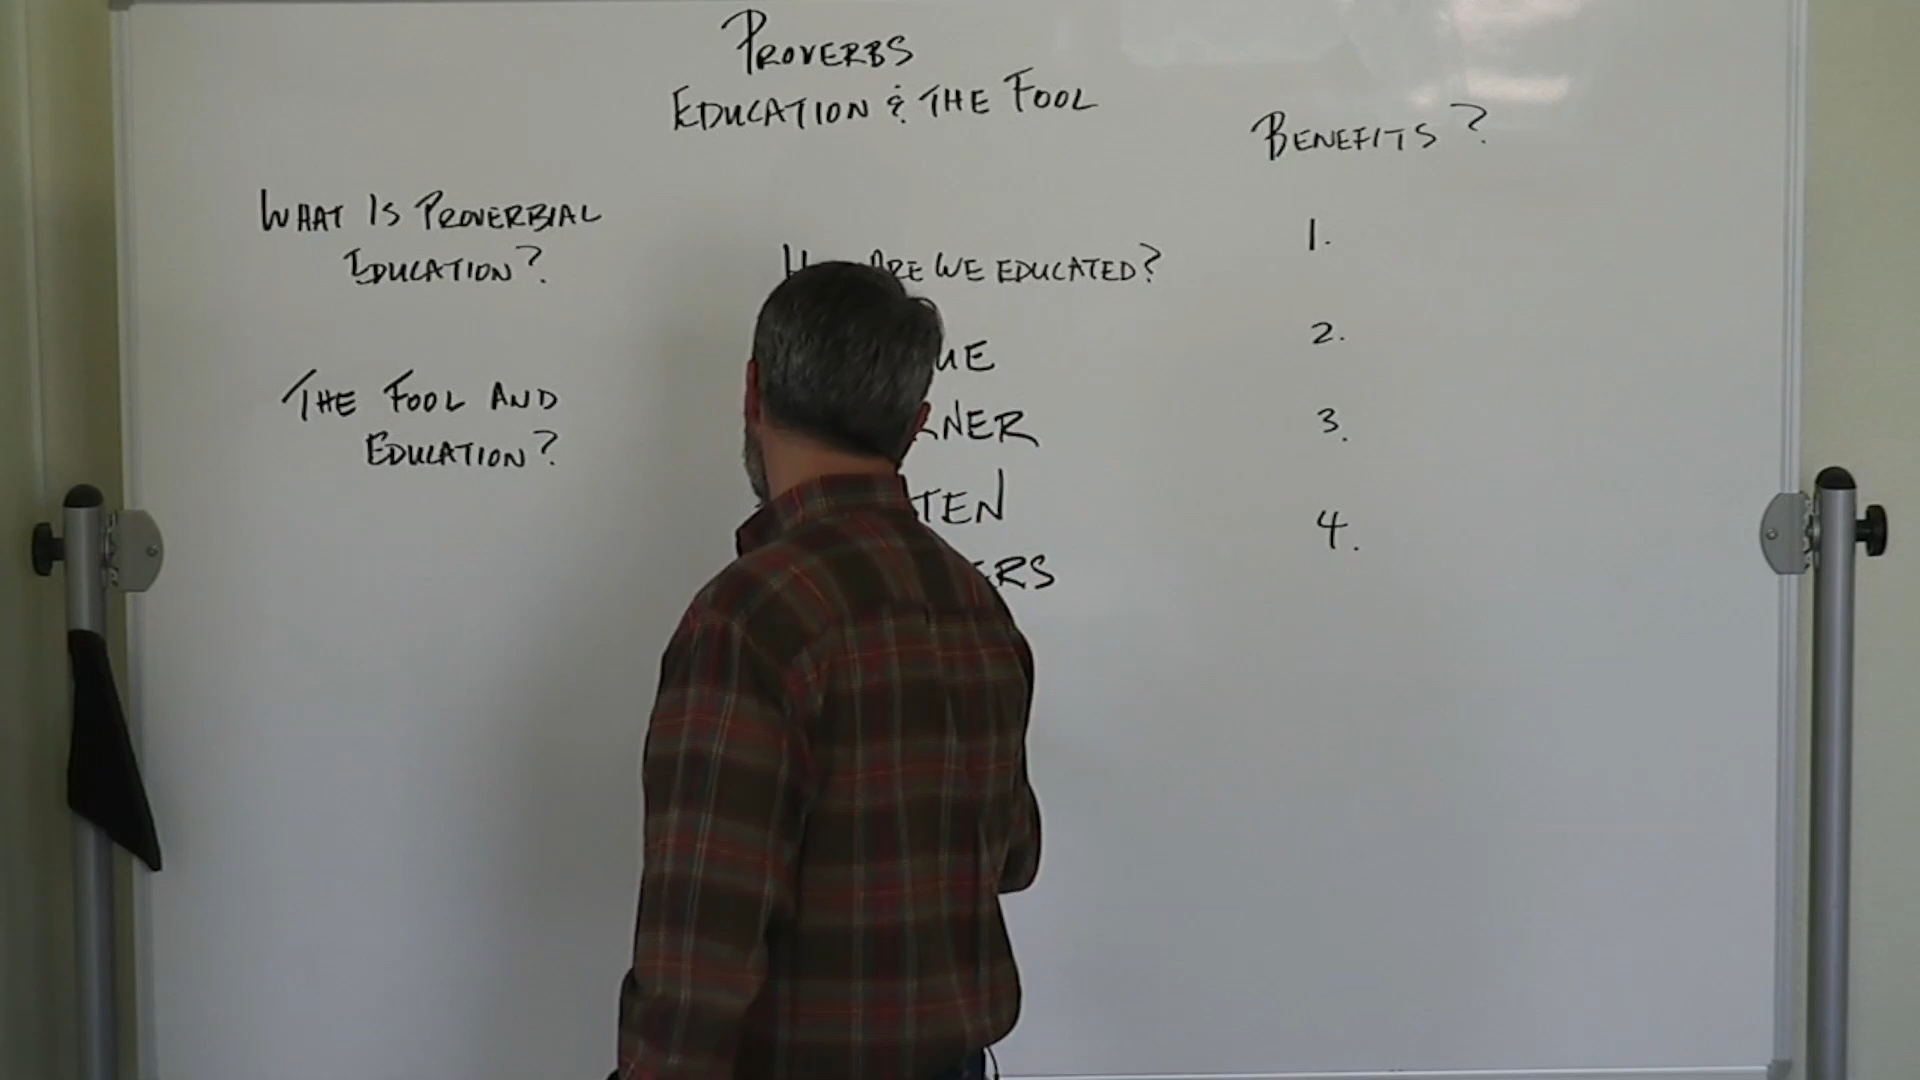 PROVERBS
EDUCATION & THE FOOL
WHAT IS PROVERBIAL
EDUCATION?
THE FOOL AND
EDUCATION?
ARE WE EDUCATED?
BENEFITS?
1.
2.
3.
4.